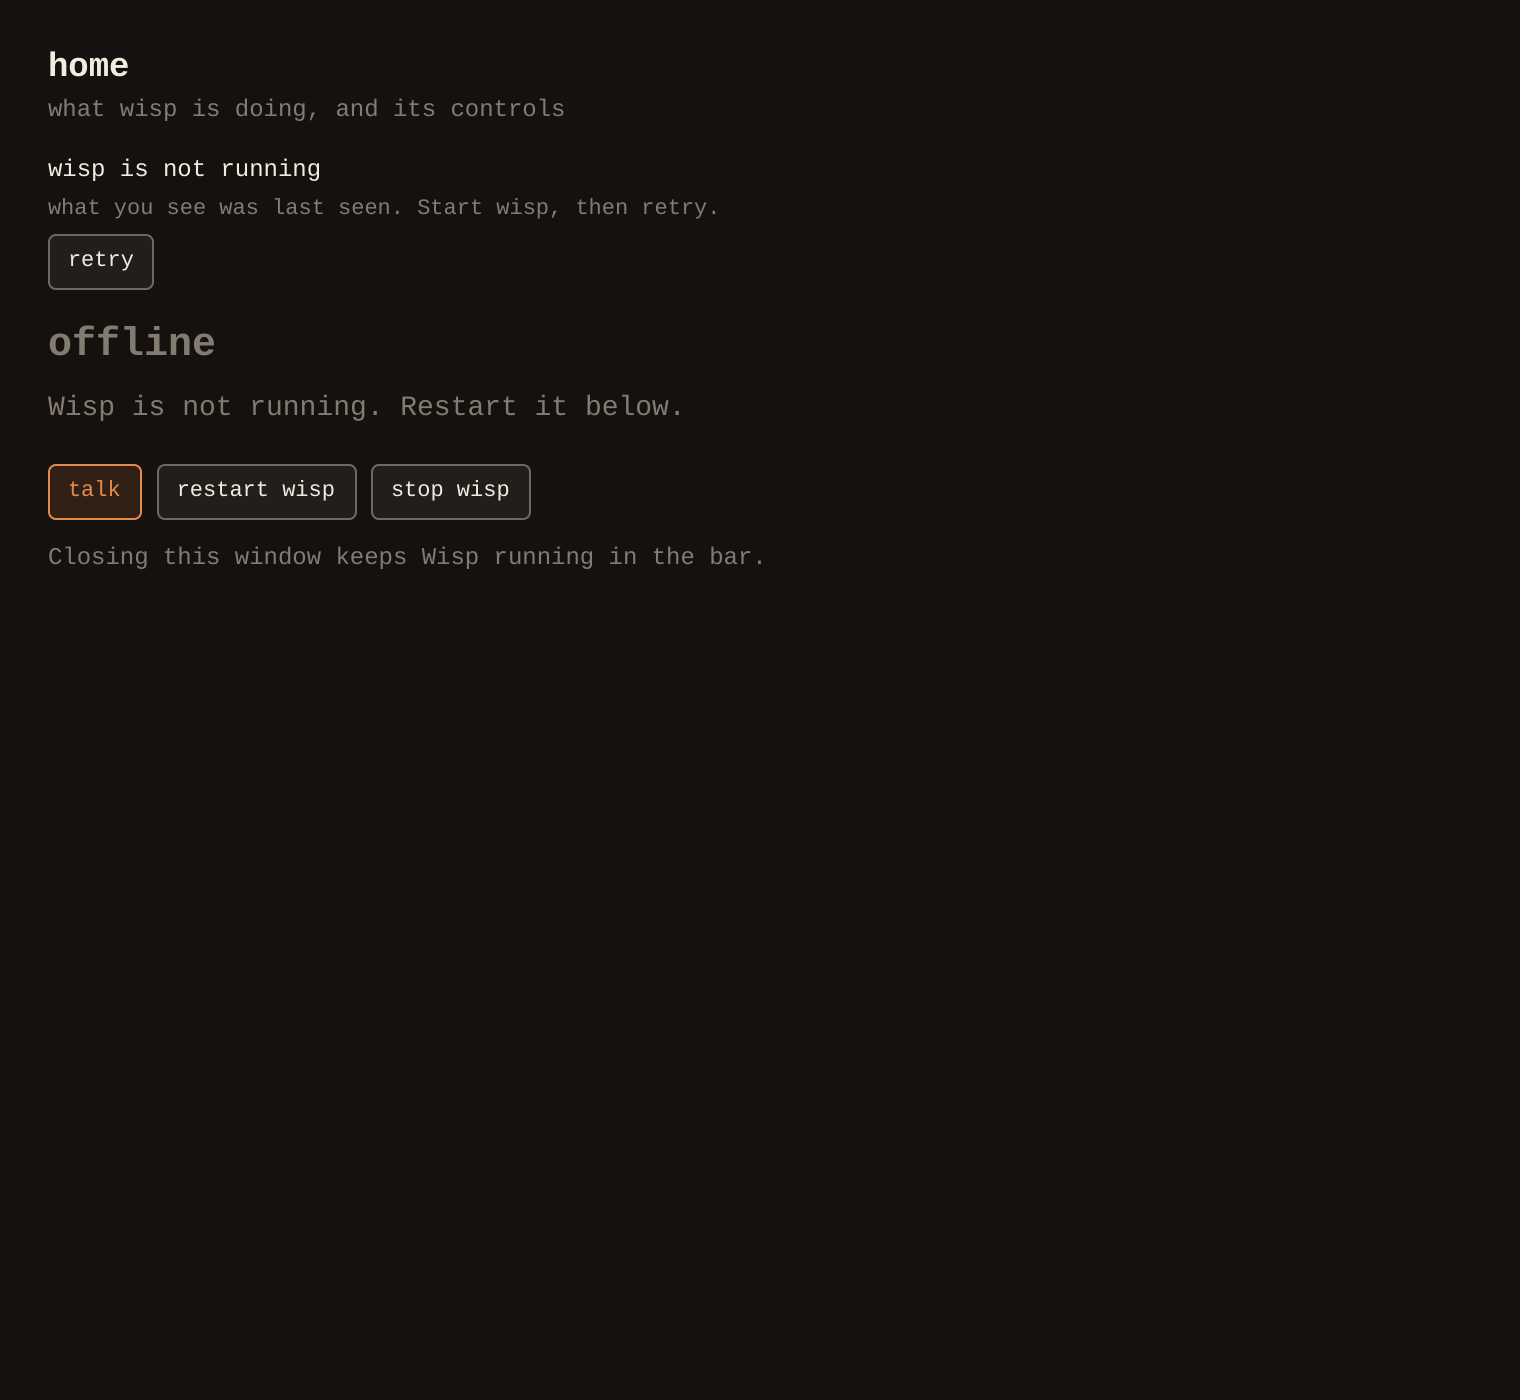 home
what wisp is doing, and its controls
wisp is not running
what you see was last seen. Start wisp, then retry.
retry
offline
Wisp is not running. Restart it below.
talk restart wisp stop wisp
Closing this window keeps Wisp running in the bar.